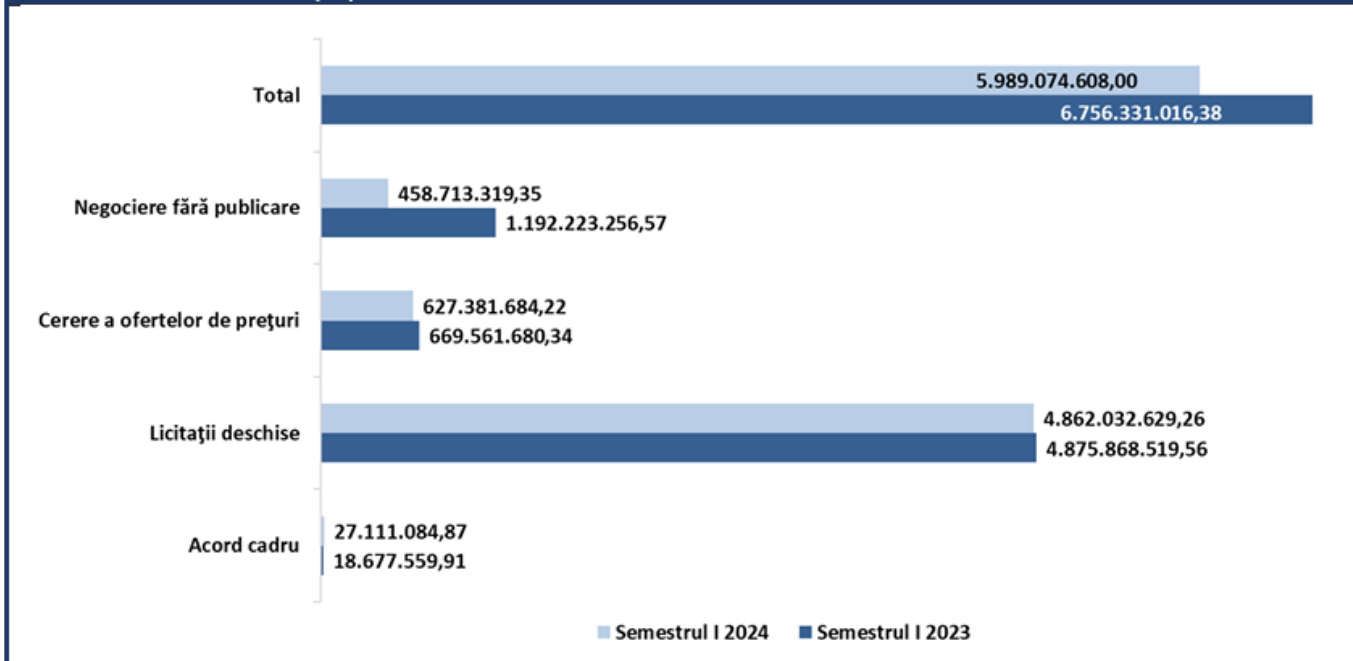 Total
5.989.074.608,00
6.756.331.016,38
Negociere fără publicare
458.713.319,35
1.192.223.256,57
Cerere a ofertelor de preţuri
627.381.684,22
669.561.680,34
Licitaţii deschise
4.862.032.629,26
4.875.868.519,56
Acord cadru
27.111.084,87
18.677.559,91
Semestrul I 2024 Semestrul I 2023